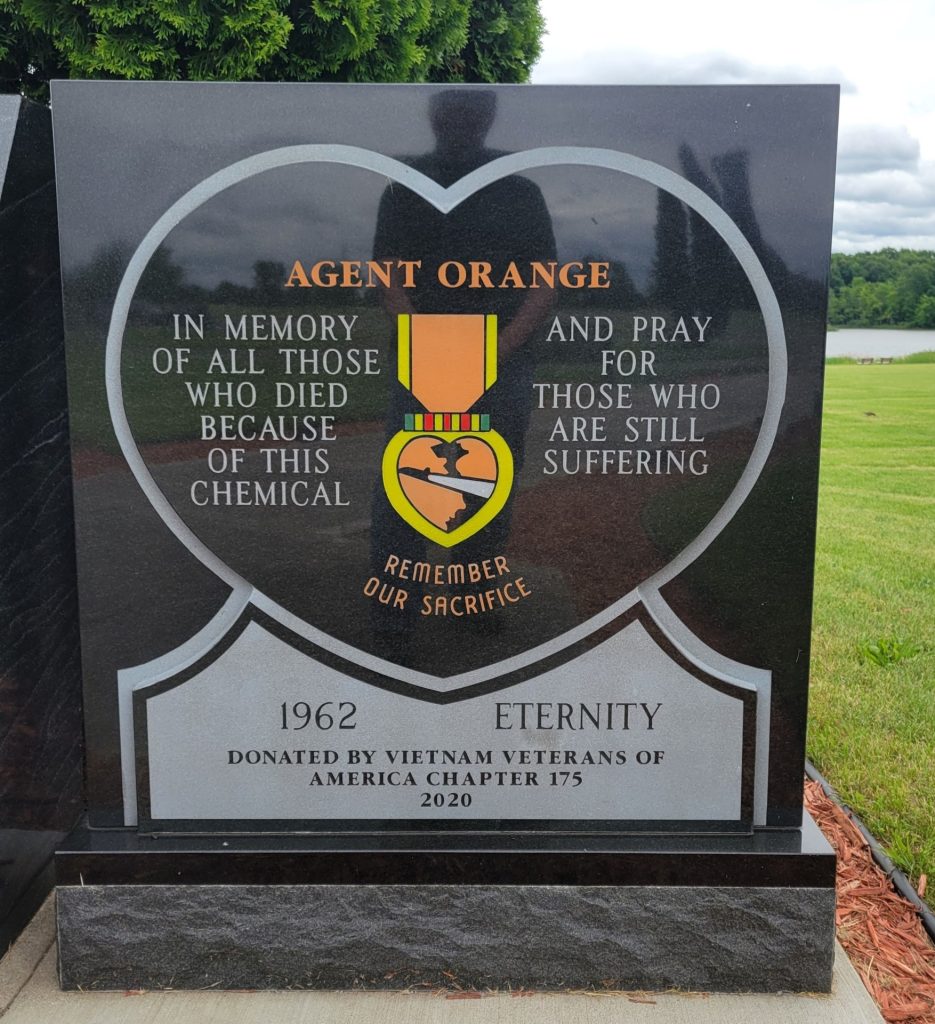 AGENT ORANGE
IN MEMORY
OF ALL THOSE
WHO DIED
BECAUSE
OF THIS
CHEMICAL
AND PRAY
FOR
THOSE WHO
ARE STILL
SUFFERING
REMEMBER
OUR SACRIFICE
1962 ETERNITY
DONATED BY VIETNAM VETERANS OF
AMERICA CHAPTER 175
2020